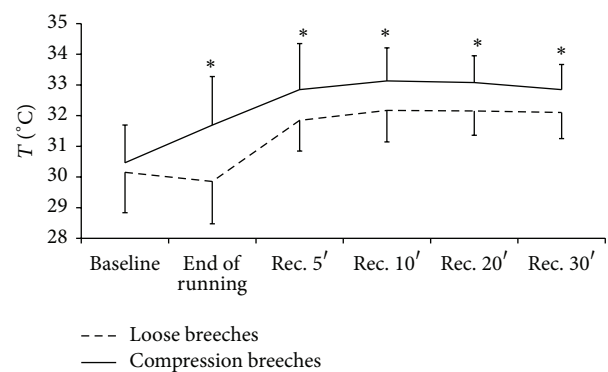 35
34
33
32
31
30
29
28
T (°C)
* * * * *
Baseline End of running Rec. 5′ Rec. 10′ Rec. 20′ Rec. 30′
Loose breeches
Compression breeches